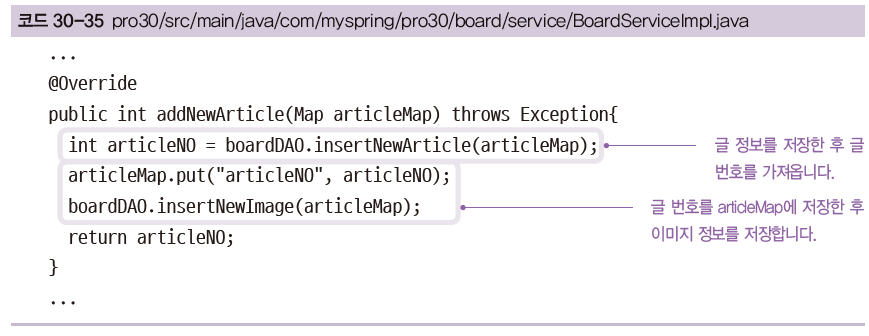 코드 30-35 pro30/src/main/java/com/myspring/pro30/board/service/BoardServiceImpl.java
...
@Override
public int addNewArticle(Map articleMap) throws Exception{
int articleNO = boardDAO.insertNewArticle(articleMap);
글 정보를 저장한 후 글
번호를 가져옵니다.
articleMap.put("articleNO", articleNO);
boardDAO.insertNewImage(articleMap);
글 번호를 articleMap에 저장한 후
이미지 정보를 저장합니다.
return articleNO;
}
...